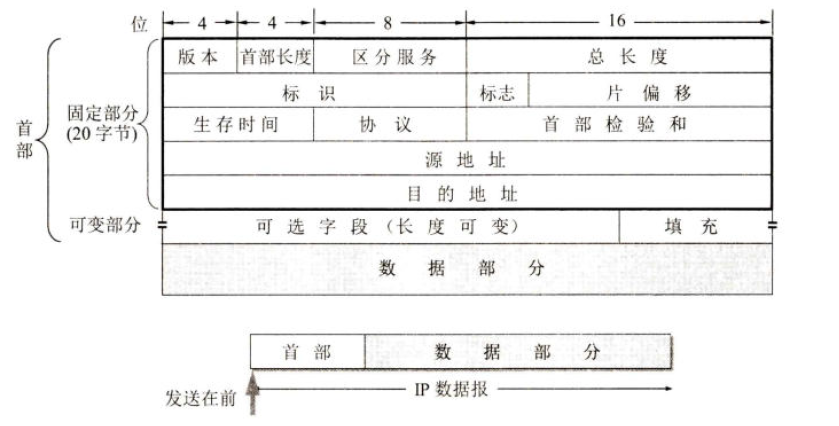 位 4 4 8 16
版本 首部长度 区分服务 总长度
标识 标志 片偏移
首部 固定部分 (20 字节)
生存时间 协议 首部检验和
源地址
目的地址
可变部分 可选字段（长度可变） 填充
数据部分
首部 数据部分
发送在前 IP 数据报